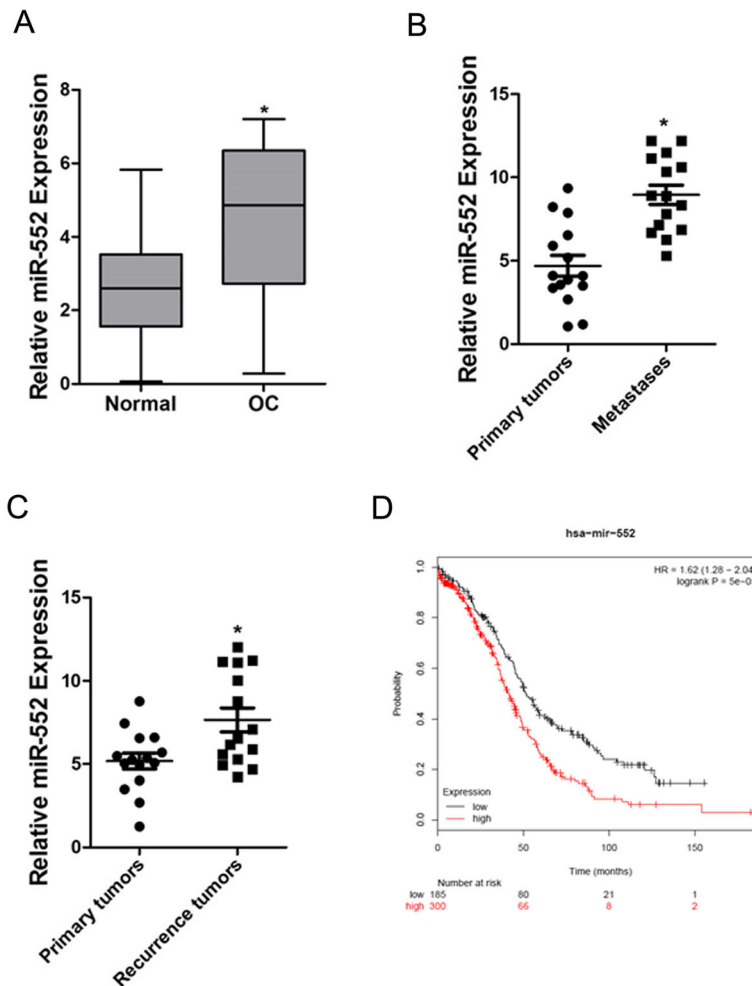 A
Relative miR-552 Expression
8
6
4
2
0
*
Normal
OC
B
Relative miR-552 Expression
15
10
5
0
*
Primary tumors
Metastases
C
Relative miR-552 Expression
15
10
5
0
*
Primary tumors
Recurrence tumors
D
hsa-mir-552
HR = 1.62 (1.28 − 2.04
logrank P = 5e−0
Probability
1.0
0.8
0.6
0.4
0.2
0.0
Expression
low
high
0 50 100 150
Time (months)
Number at risk
low 185 80 21 1
high 300 66 8 2